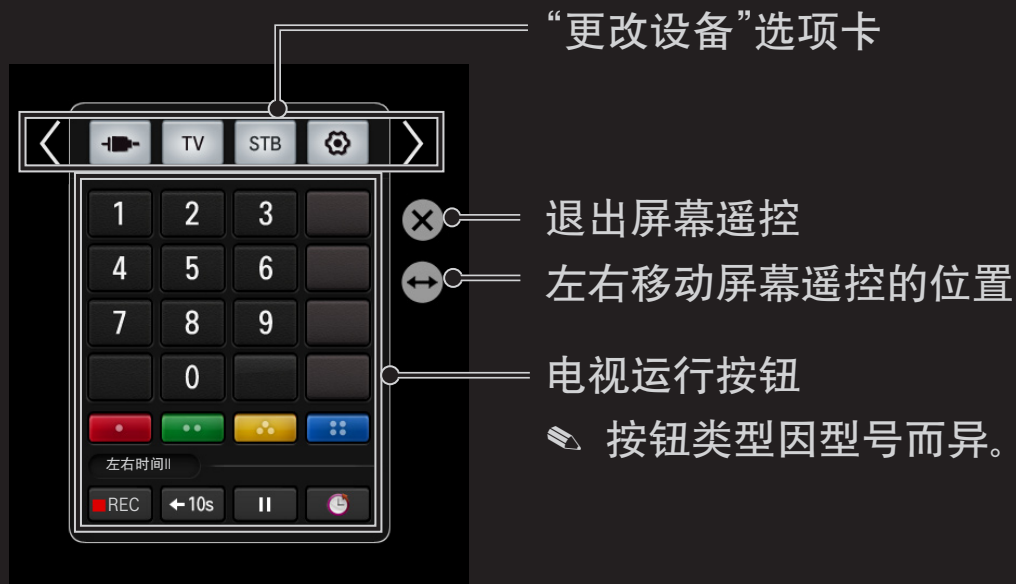 “更改设备”选项卡
TV STB
1 2 3
退出屏幕遥控
4 5 6
左右移动屏幕遥控的位置
7 8 9
0
电视运行按钮
按钮类型因型号而异。
左右时间II
REC 10s